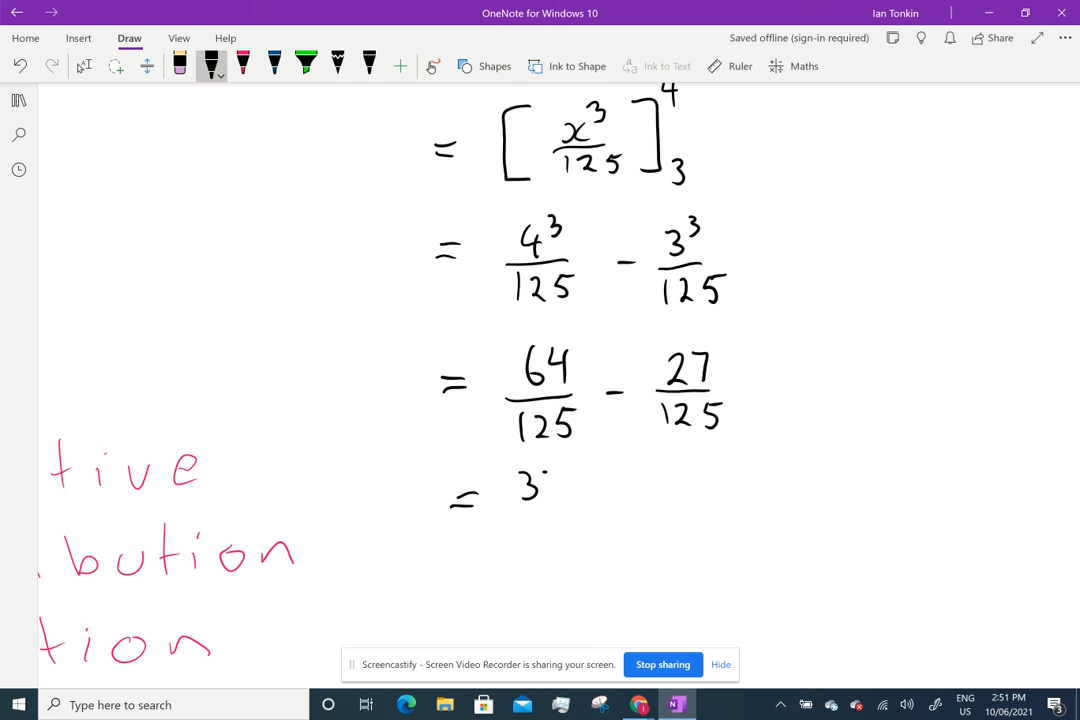 OneNote for Windows 10
Ian Tonkin
Home Insert Draw View Help
Saved offline (sign-in required) Share
Shapes Ink to Shape Ink to Text Ruler Maths
= [ x³/125 ]₃⁴
= 4³/125 - 3³/125
= 64/125 - 27/125
= 3
tive
bution
tion
Screencastify - Screen Video Recorder is sharing your screen. Stop sharing Hide
Type here to search
ENG 2:51 PM
US 10/06/2021
3